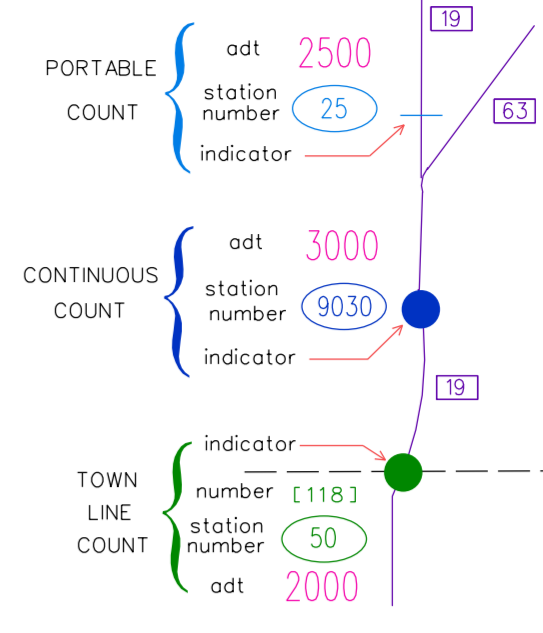 19
adt 2500
PORTABLE
COUNT
station
number 25
63
indicator
adt 3000
CONTINUOUS
COUNT
station
number 9030
indicator
19
indicator
TOWN
LINE
COUNT
number [118]
station
number 50
adt 2000